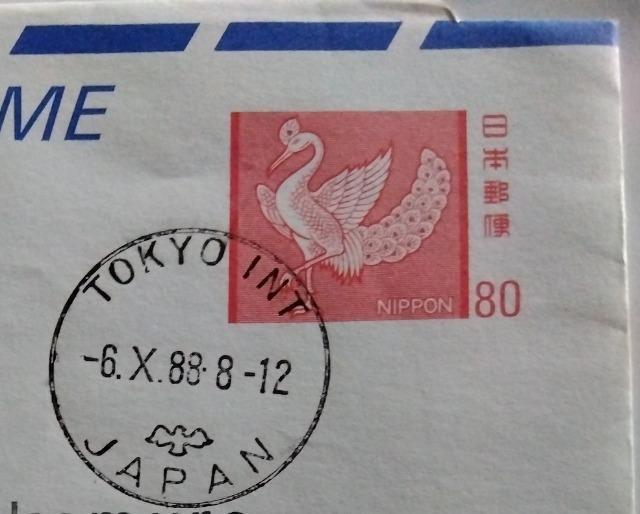 ME
日本郵便
NIPPON
80
TOKYO INT
-6.X.88·8-12
JAPAN